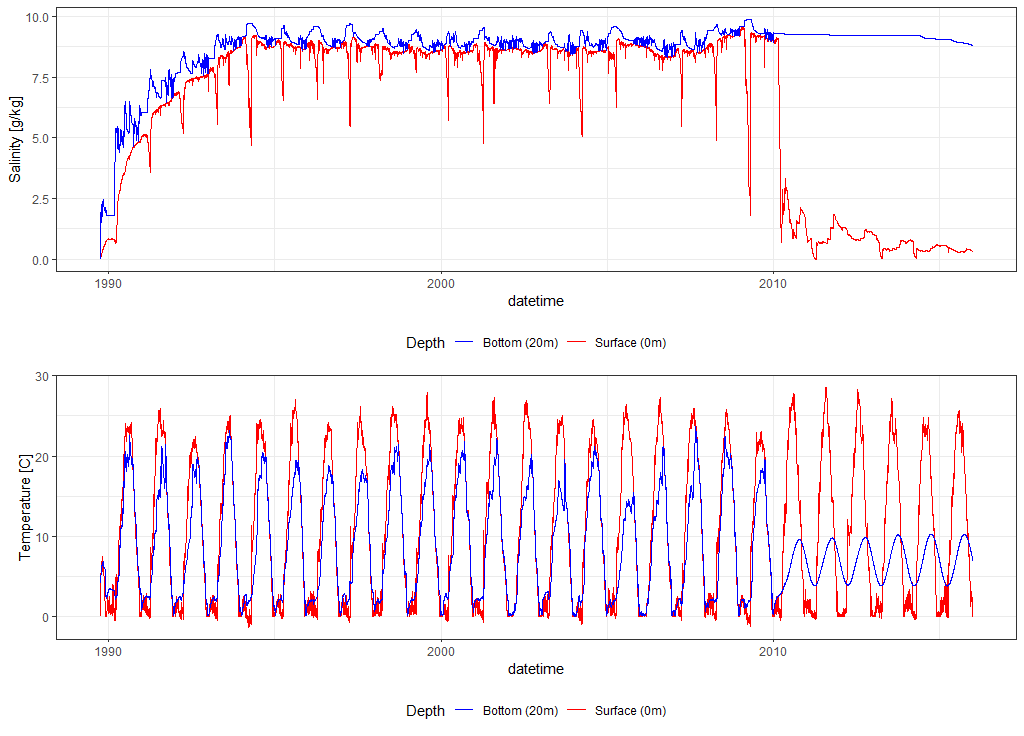 10.0
7.5
5.0
2.5
0.0
Salinity [g/kg]
1990 2000 2010
datetime
Depth Bottom (20m) Surface (0m)
30
20
10
0
Temperature [C]
1990 2000 2010
datetime
Depth Bottom (20m) Surface (0m)